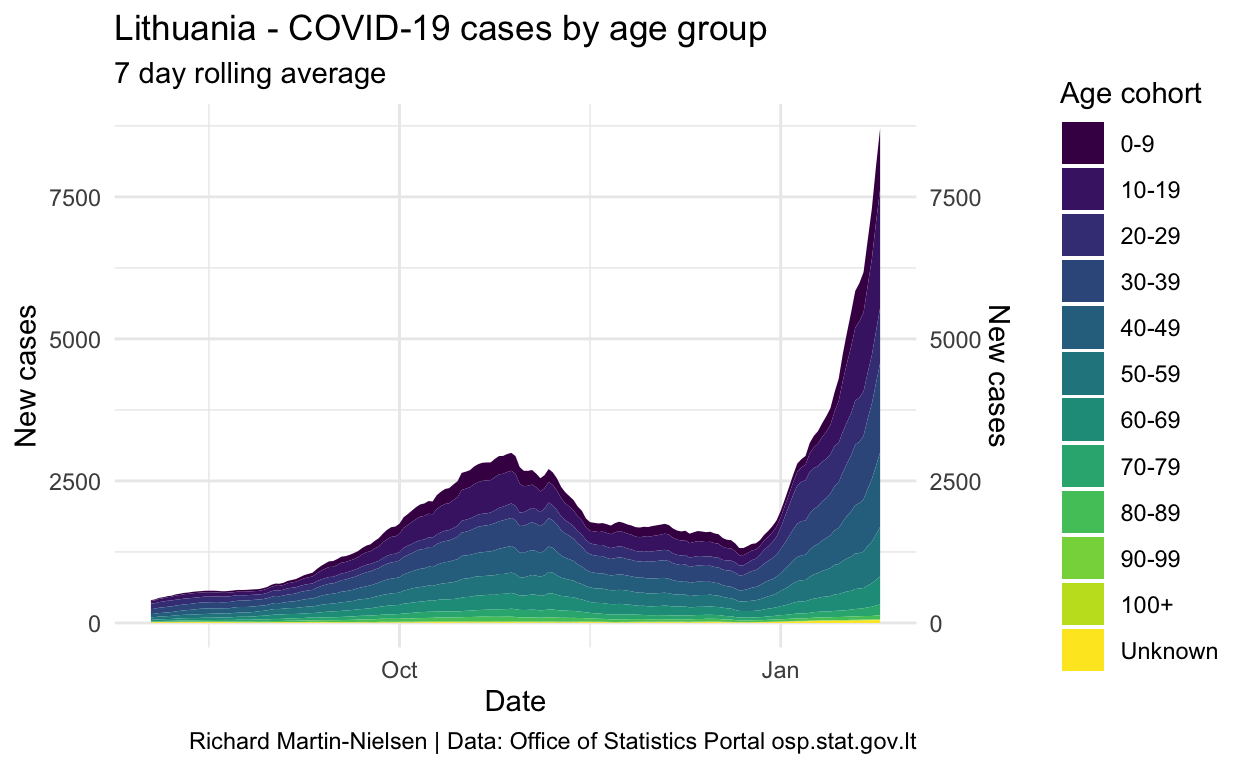 Lithuania - COVID-19 cases by age group
7 day rolling average
New cases
7500
5000
2500
0
7500
5000
2500
0
New cases
Oct
Jan
Date
Age cohort
0-9
10-19
20-29
30-39
40-49
50-59
60-69
70-79
80-89
90-99
100+
Unknown
Richard Martin-Nielsen | Data: Office of Statistics Portal osp.stat.gov.lt